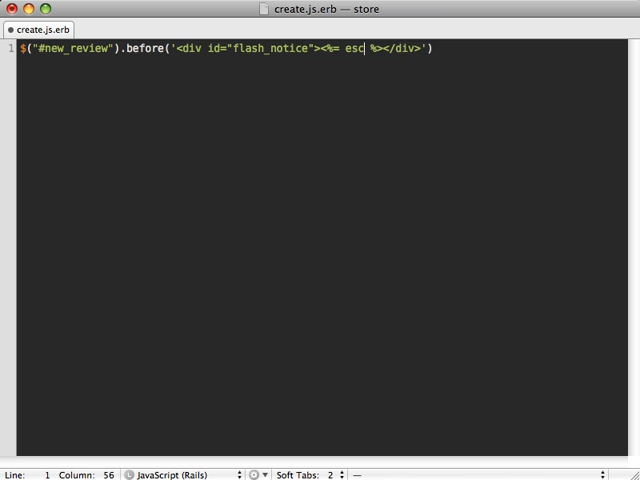 create.js.erb — store
create.js.erb
1 $("#new_review").before('<div id="flash_notice"><%= esc %></div>')
Line: 1 Column: 56 JavaScript (Rails) Soft Tabs: 2 —